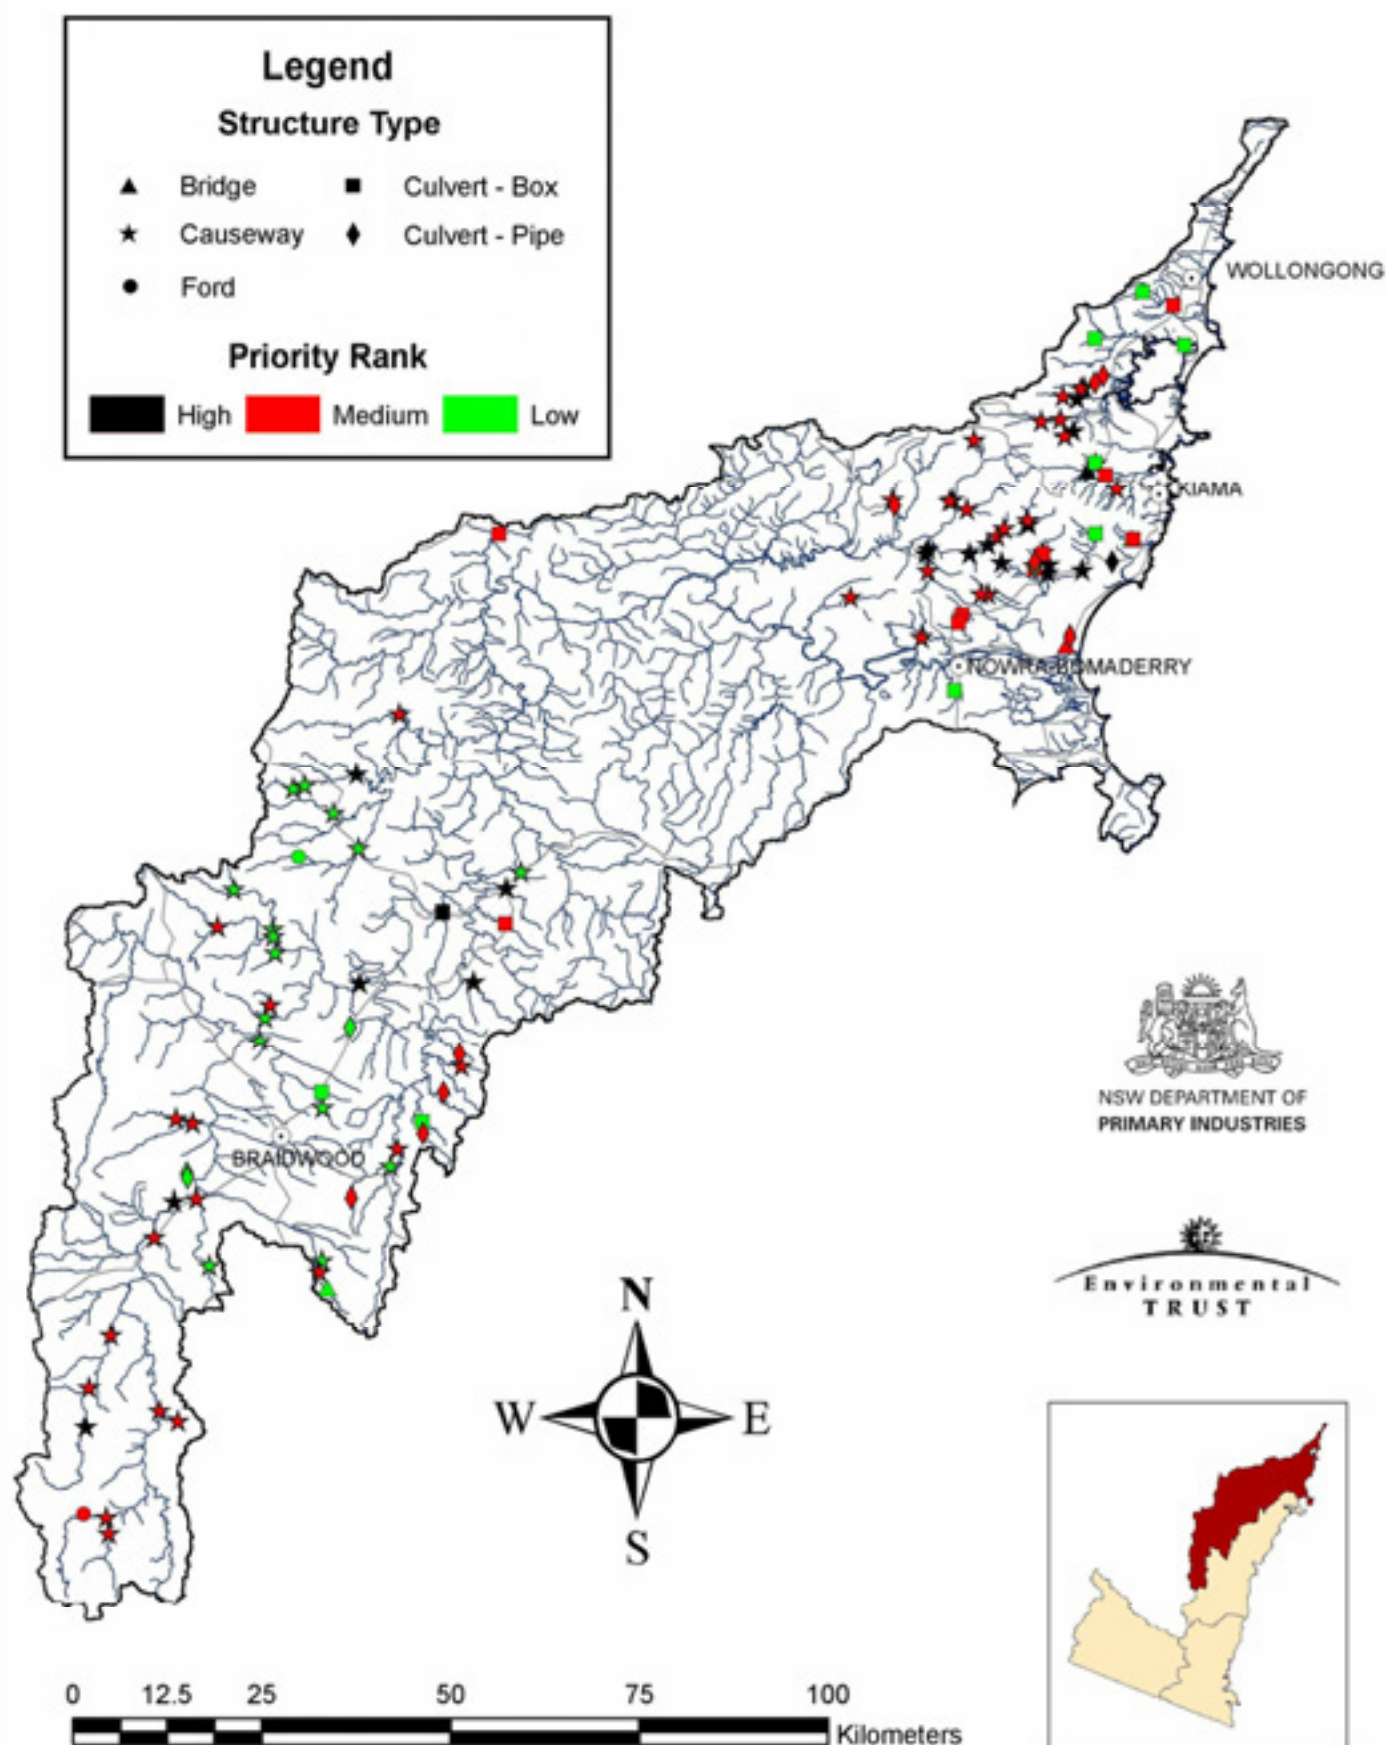 Legend
Structure Type
Bridge
Culvert - Box
Causeway
Culvert - Pipe
Ford
Priority Rank
High
Medium
Low
WOLLONGONG
KIAMA
NOWRA-BOMADERRY
BRAIDWOOD
NSW DEPARTMENT OF
PRIMARY INDUSTRIES
Environmental
TRUST
N
W E
S
0 12.5 25 50 75 100
Kilometers